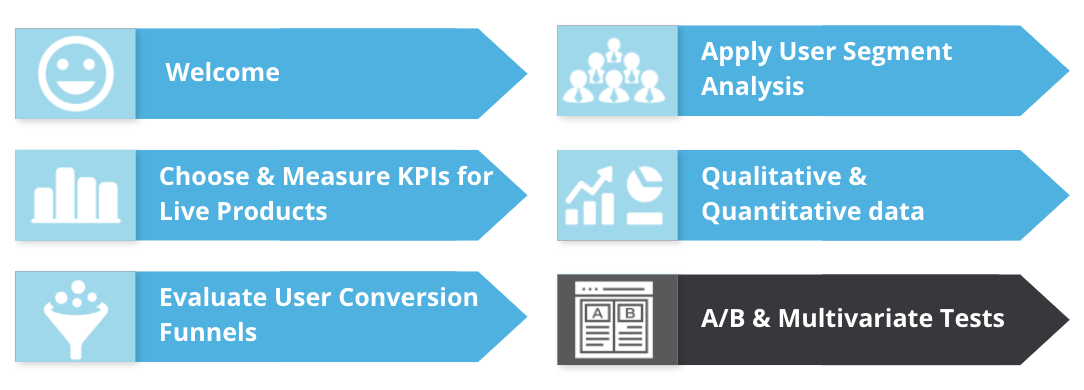 Welcome
Choose & Measure KPIs for
Live Products
Evaluate User Conversion
Funnels
Apply User Segment
Analysis
Qualitative &
Quantitative data
A B
A/B & Multivariate Tests